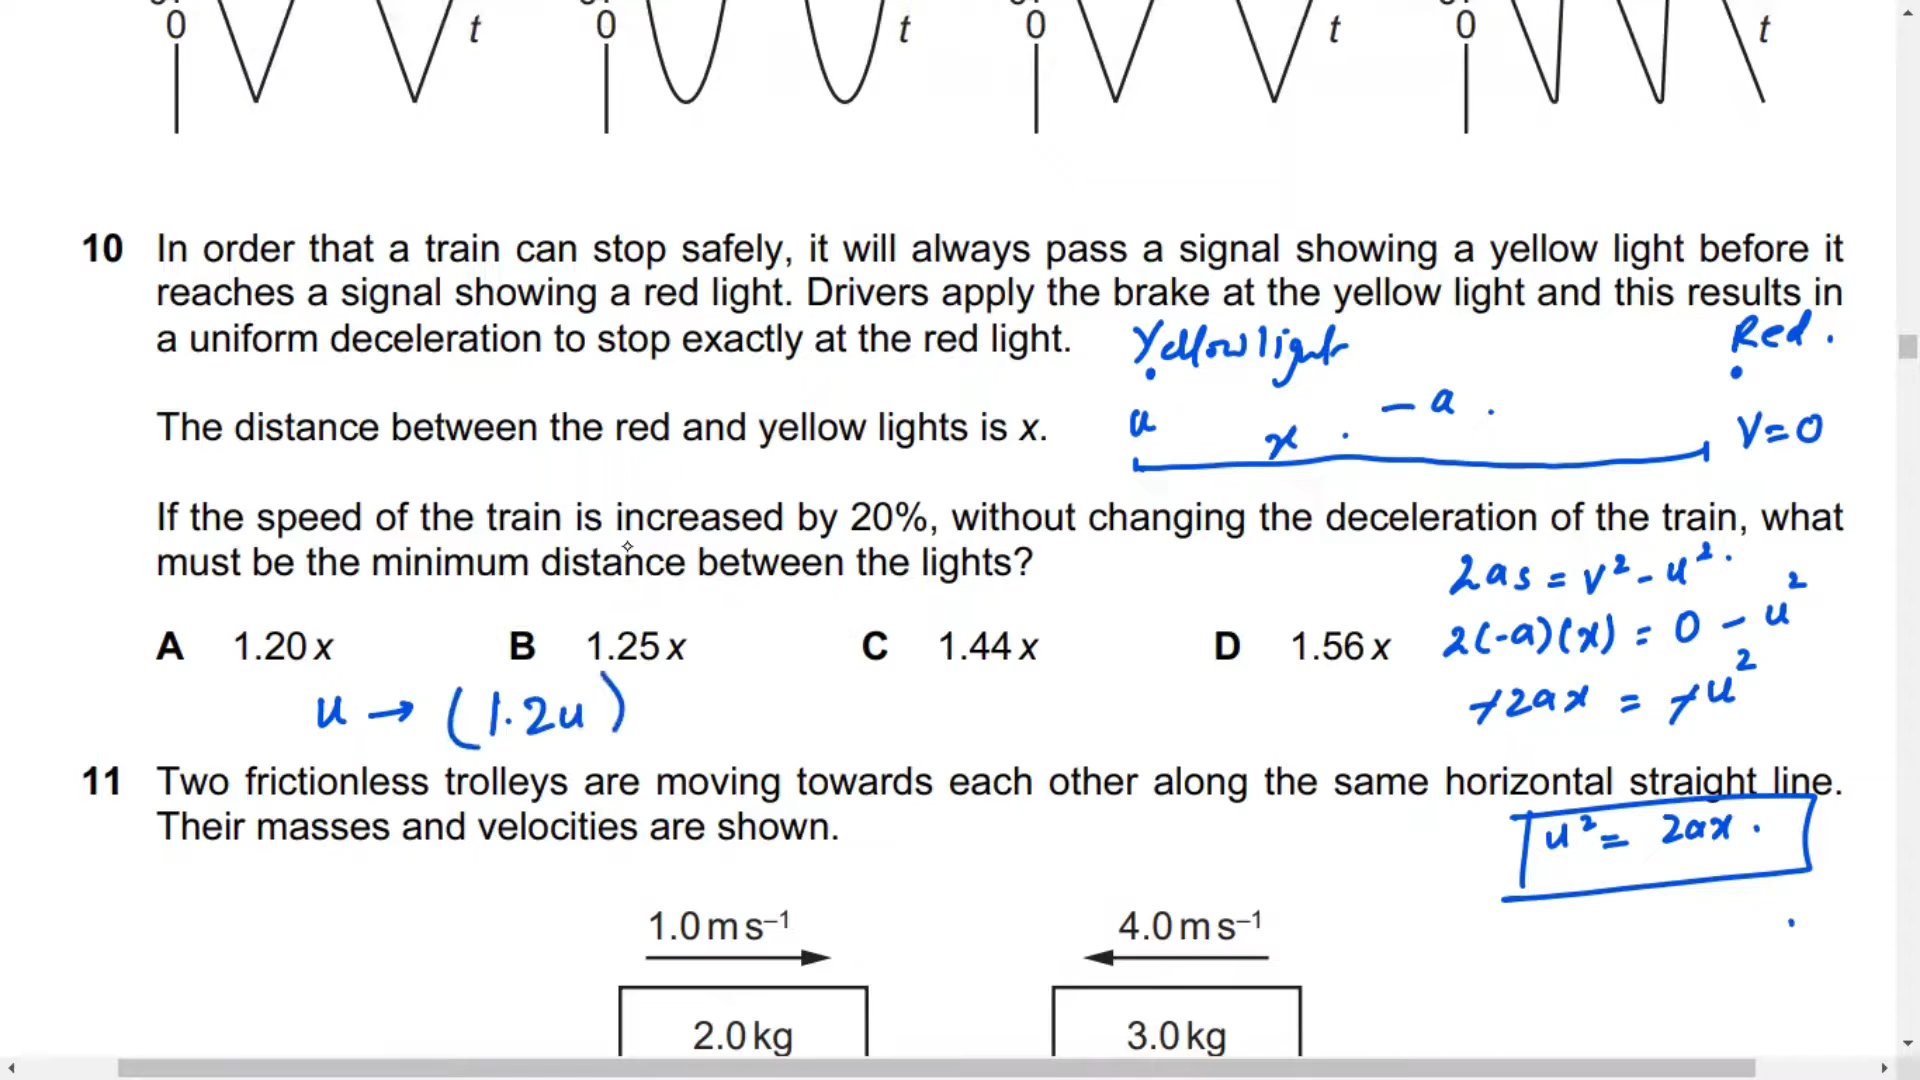 0 t 0 t 0 t 0 t
10 In order that a train can stop safely, it will always pass a signal showing a yellow light before it
reaches a signal showing a red light. Drivers apply the brake at the yellow light and this results in
a uniform deceleration to stop exactly at the red light.
Yellow light
Red.
The distance between the red and yellow lights is x.
u
x .
- a .
V=0
If the speed of the train is increased by 20%, without changing the deceleration of the train, what
must be the minimum distance between the lights?
2as = v² - u².
A 1.20x B 1.25x C 1.44x D 1.56x
2(-a)(x) = 0 - u²
u → (1.2u)
-2ax = -u²
11 Two frictionless trolleys are moving towards each other along the same horizontal straight line.
Their masses and velocities are shown.
u² = 2ax .
1.0 m s⁻¹ 4.0 m s⁻¹
2.0 kg 3.0 kg